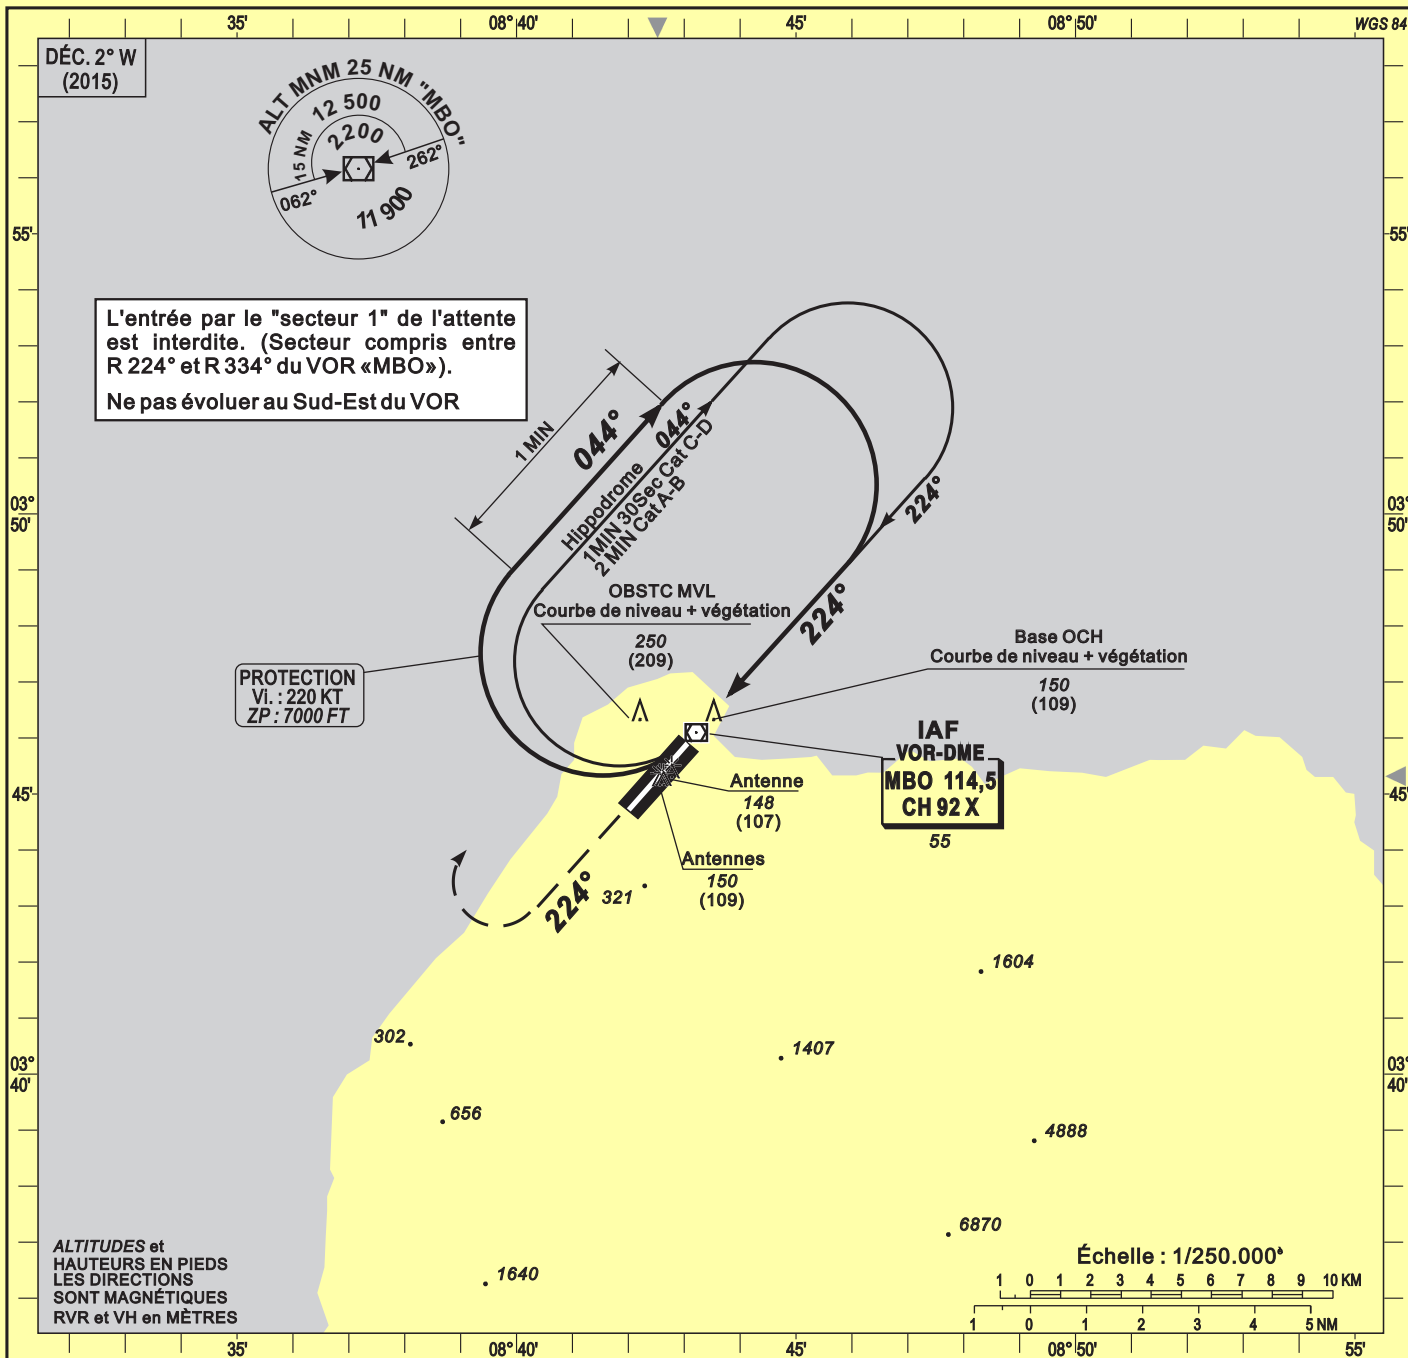 35'
08° 40'
45'
08° 50'
WGS 84
DÉC. 2° W
(2015)
ALT MNM 25 NM "MBO"
12 500
15 NM
2200
262°
062°
11 900
55'
55'
L'entrée par le "secteur 1" de l'attente
est interdite. (Secteur compris entre
R 224° et R 334° du VOR «MBO»).
Ne pas évoluer au Sud-Est du VOR
1 MIN
044°
044°
Hippodrome
1MIN 30Sec Cat C-D
2 MIN Cat A-B
224°
03°
50'
03°
50'
224°
OBSTC MVL
Courbe de niveau + végétation
250
(209)
Base OCH
Courbe de niveau + végétation
150
(109)
PROTECTION
Vi. : 220 KT
ZP : 7000 FT
IAF
VOR-DME
MBO 114,5
CH 92 X
55
45'
45'
Antenne
148
(107)
Antennes
150
(109)
224°
321
1604
302
1407
03°
40'
03°
40'
656
4888
6870
1640
ALTITUDES et
HAUTEURS EN PIEDS
LES DIRECTIONS
SONT MAGNÉTIQUES
RVR et VH en MÈTRES
Échelle : 1/250.000è
1 0 1 2 3 4 5 6 7 8 9 10 KM
1 0 1 2 3 4 5 NM
35'
08° 40'
45'
08° 50'
55'